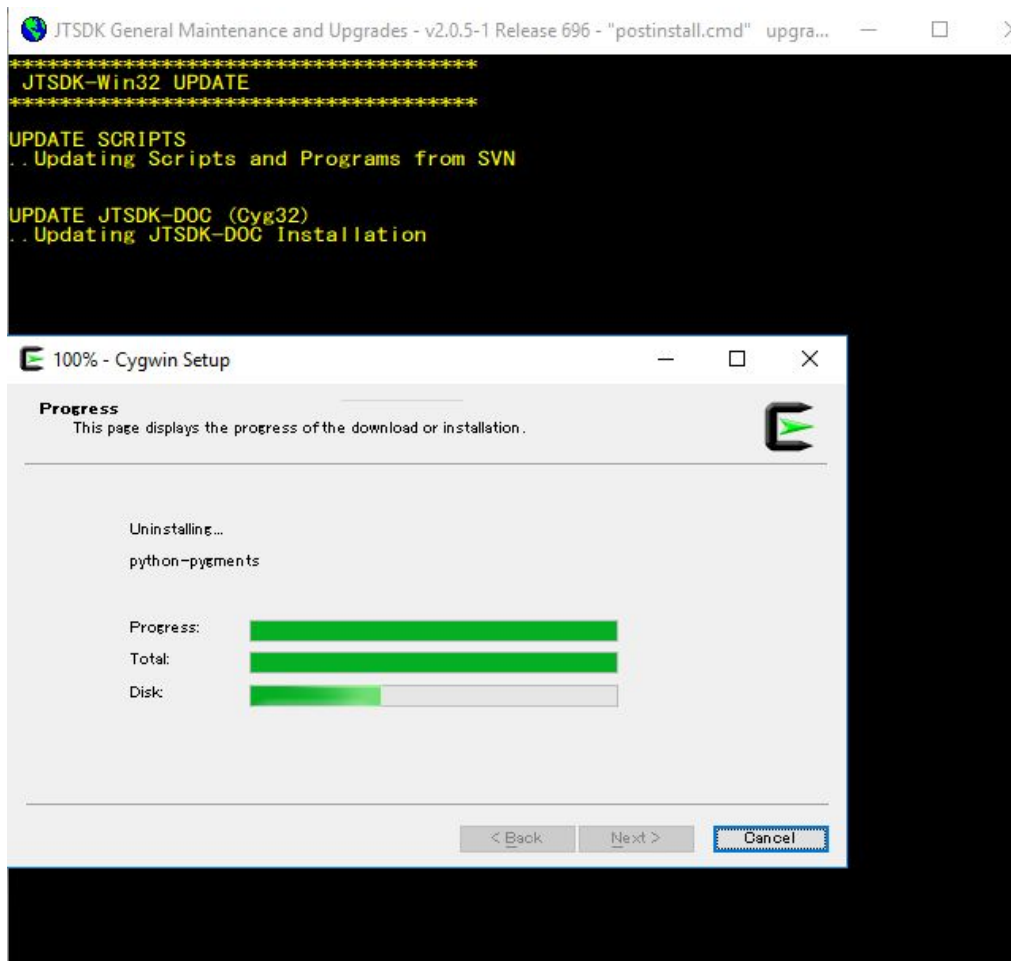 JTSDK General Maintenance and Upgrades - v2.0.5-1 Release 696 - "postinstall.cmd" upgra...
***************************************
JTSDK-Win32 UPDATE
***************************************
UPDATE SCRIPTS
..Updating Scripts and Programs from SVN
UPDATE JTSDK-DOC (Cyg32)
..Updating JTSDK-DOC Installation
100% - Cygwin Setup
Progress
This page displays the progress of the download or installation.
Uninstalling...
python-pygments
Progress:
Total:
Disk:
< Back Next > Cancel